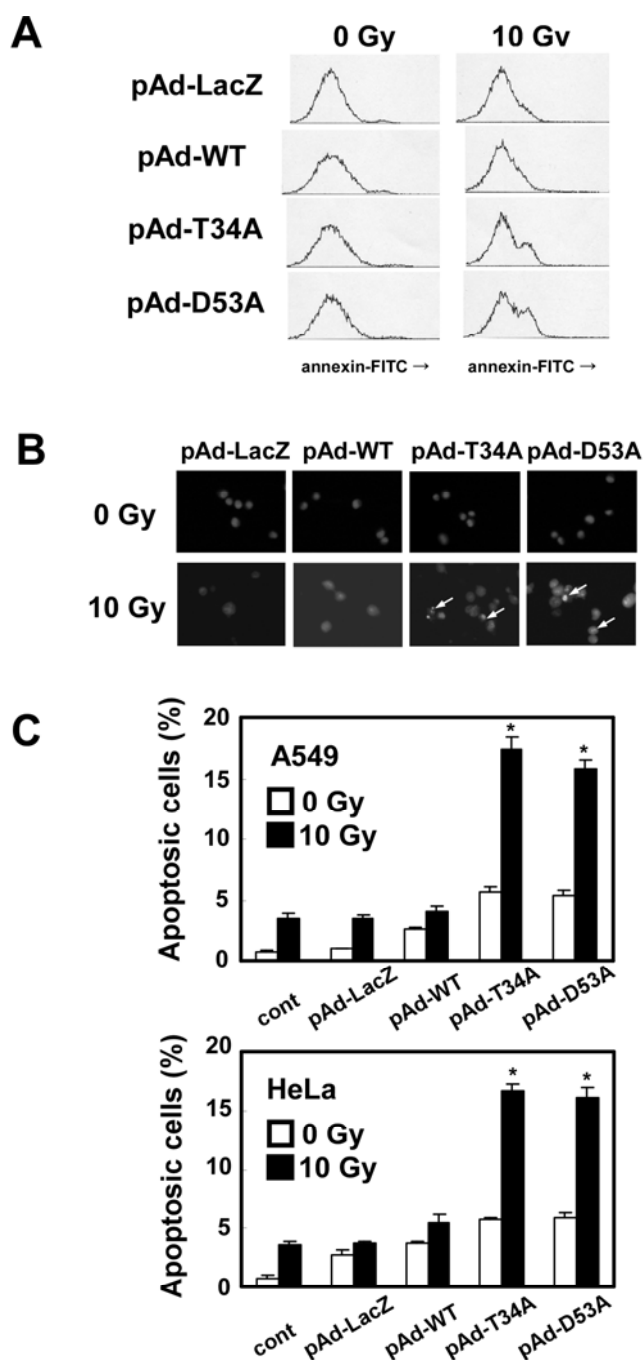 A
0 Gy 10 Gv
pAd-LacZ
pAd-WT
pAd-T34A
pAd-D53A
annexin-FITC → annexin-FITC →
B
pAd-LacZ pAd-WT pAd-T34A pAd-D53A
0 Gy
10 Gy
C
Apoptosic cells (%)
20
15
10
5
0
A549
0 Gy
10 Gy
* *
cont pAd-LacZ pAd-WT pAd-T34A pAd-D53A
Apoptosic cells (%)
20
15
10
5
0
HeLa
0 Gy
10 Gy
* *
cont pAd-LacZ pAd-WT pAd-T34A pAd-D53A